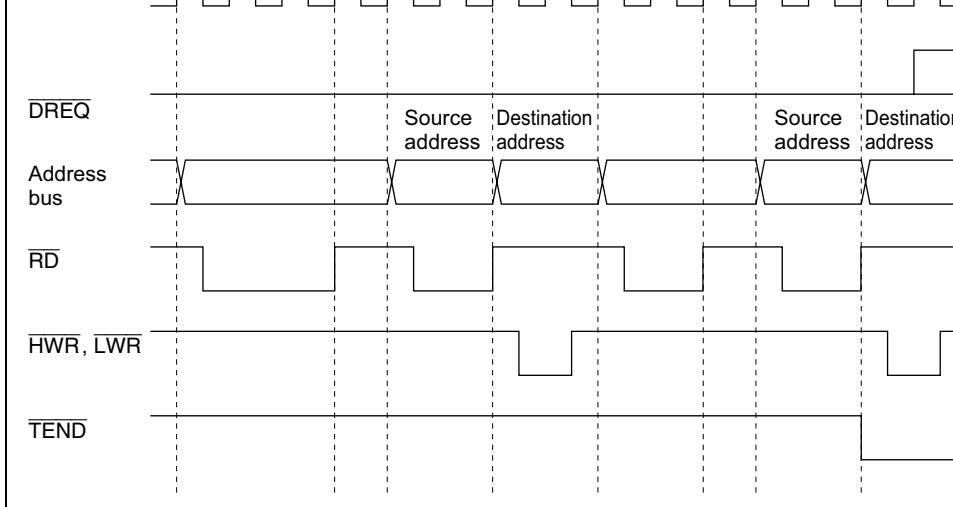 DREQ
Source address
Destination address
Source address
Destination address
Address bus
RD
HWR, LWR
TEND